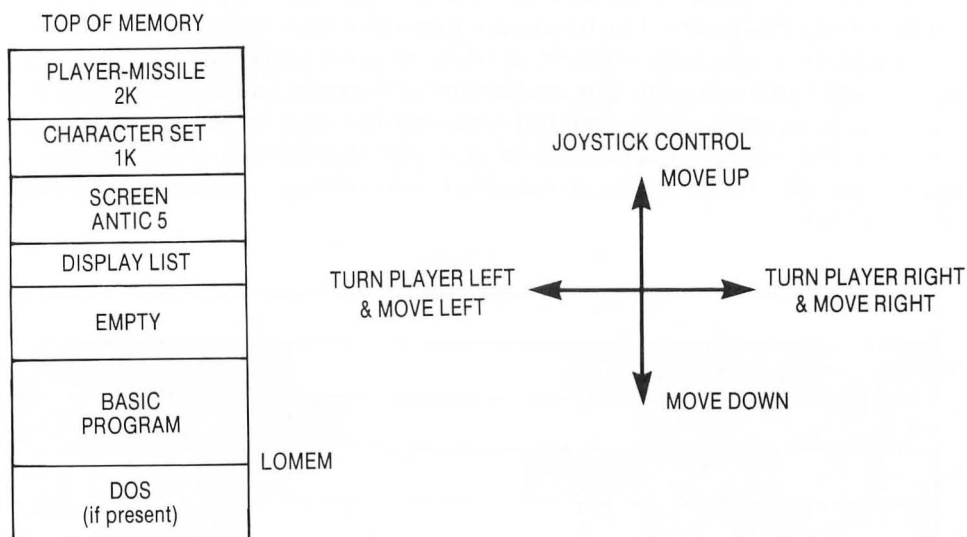 TOP OF MEMORY
PLAYER-MISSILE
2K
CHARACTER SET
1K
SCREEN
ANTIC 5
DISPLAY LIST
EMPTY
BASIC
PROGRAM
LOMEM
DOS
(if present)
JOYSTICK CONTROL
MOVE UP
TURN PLAYER LEFT
& MOVE LEFT
TURN PLAYER RIGHT
& MOVE RIGHT
MOVE DOWN